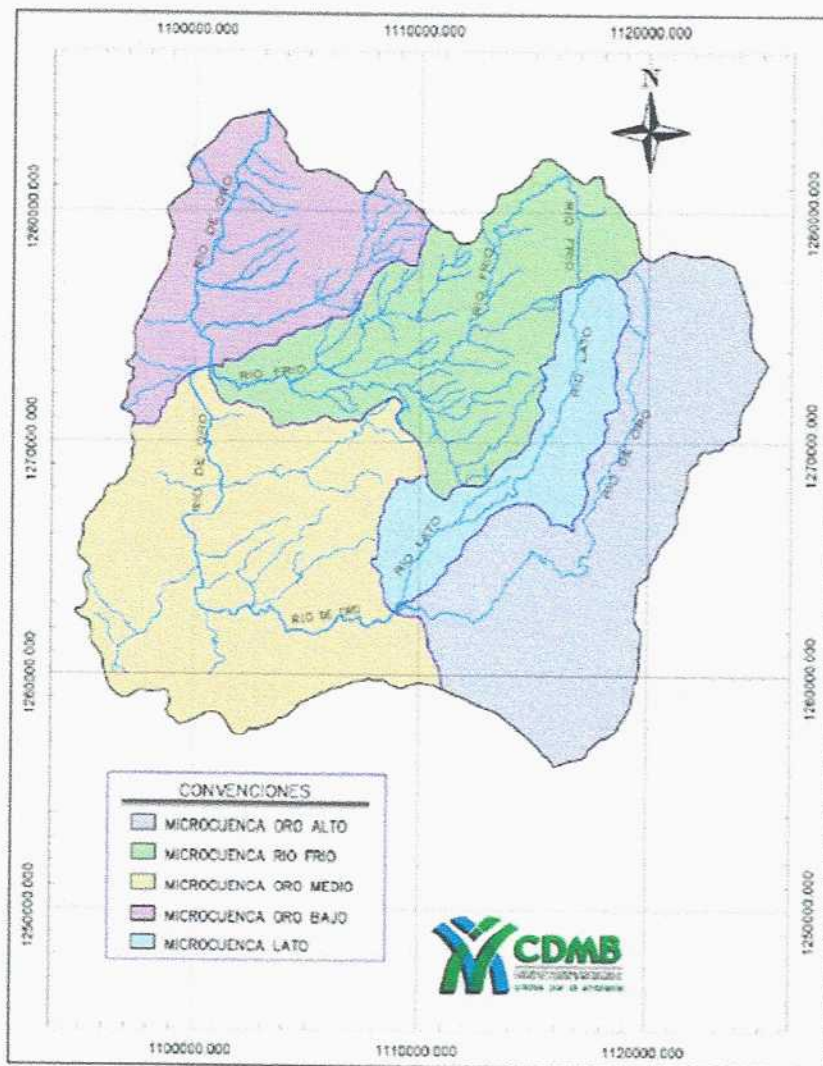 1100000.000 1110000.000 1120000.000
N
1280000.000
1280000.000
RIO DE ORO
RIO FRIO
RIO FRIO
RIO FRIO
RIO LATO
RIO DE ORO
1270000.000
1270000.000
RIO DE ORO
RIO LATO
RIO DE ORO
1260000.000
1260000.000
CONVENCIONES
MICROCUENCA ORO ALTO
MICROCUENCA RIO FRIO
MICROCUENCA ORO MEDIO
MICROCUENCA ORO BAJO
MICROCUENCA LATO
1250000.000
1250000.000
CDMB
por el ambiente
1100000.000 1110000.000 1120000.000